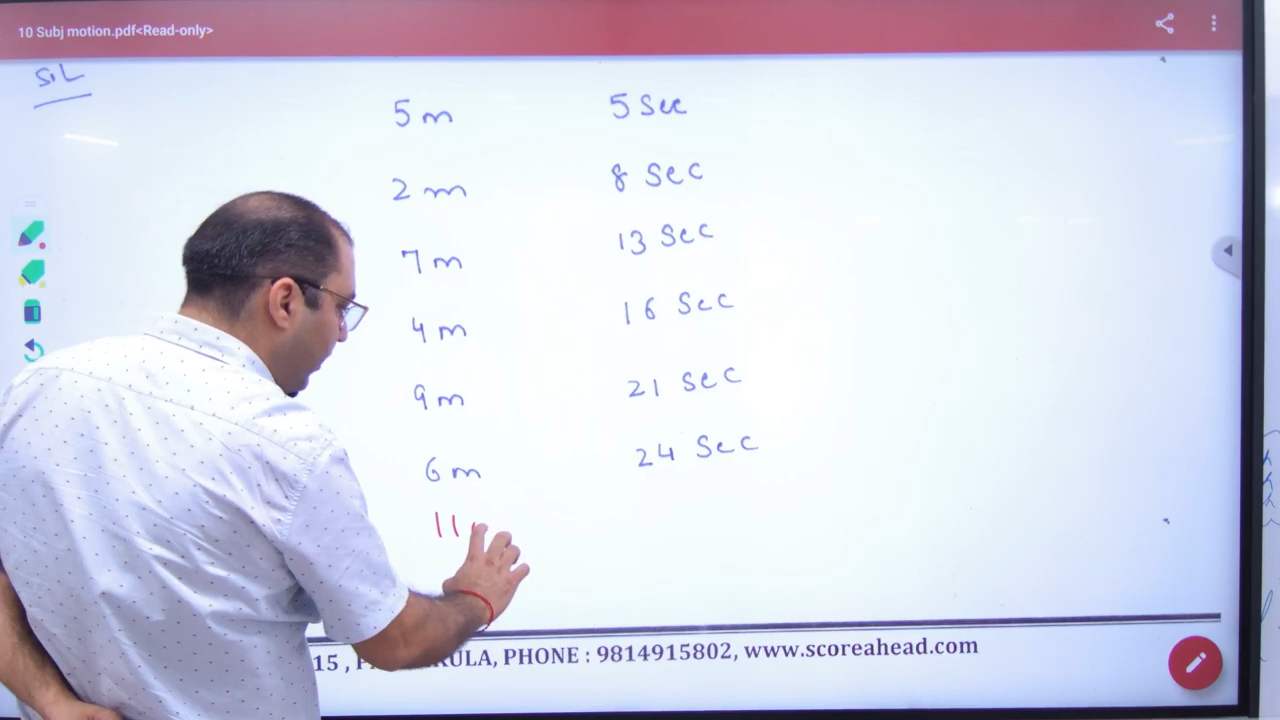 10 Subj motion.pdf<Read-only>
SL
5 m 5 Sec
2 m 8 Sec
7 m 13 Sec
4 m 16 Sec
9 m 21 Sec
6 m 24 Sec
11
15, PHONE : 9814915802, www.scoreahead.com